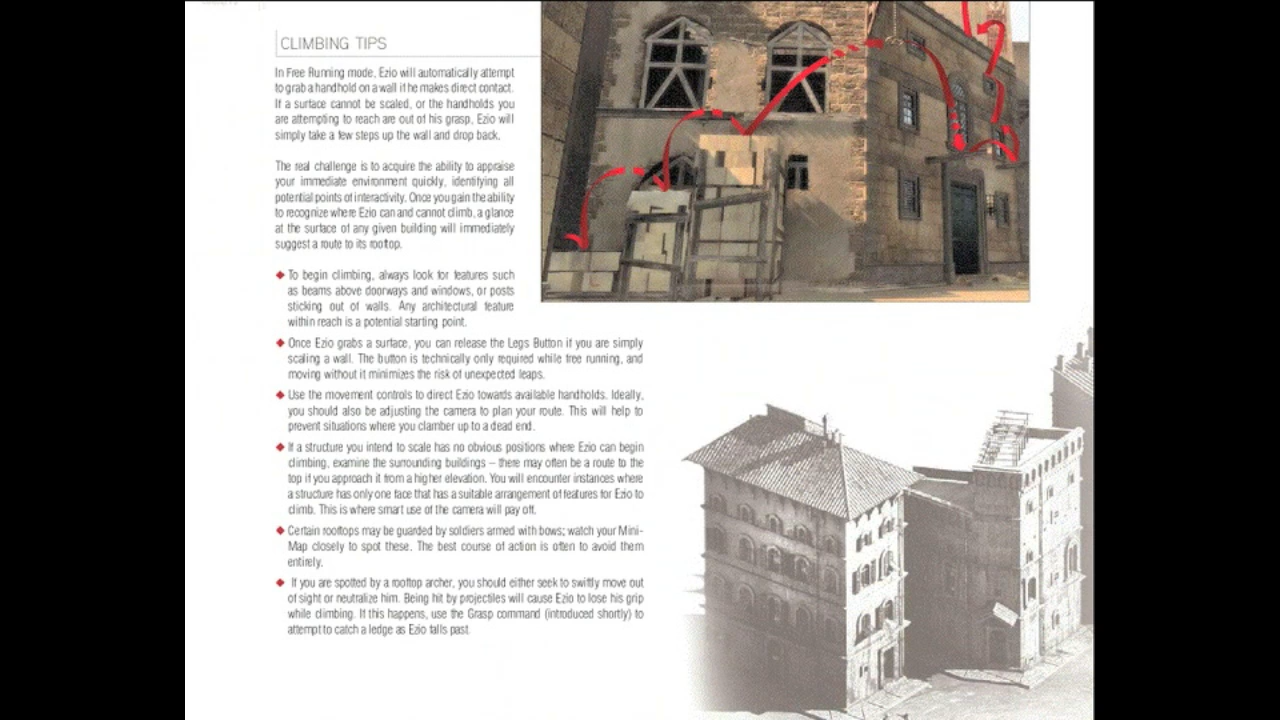 CLIMBING TIPS
In Free Running mode, Ezio will automatically attempt
to grab a handhold on a wall if he makes direct contact.
If a surface cannot be scaled, or the handholds you
are attempting to reach are out of his grasp, Ezio will
simply take a few steps up the wall and drop back.
The real challenge is to acquire the ability to appraise
your immediate environment quickly, identifying all
potential points of interactivity. Once you gain the ability
to recognize where Ezio can and cannot climb, a glance
at the surface of any given building will immediately
suggest a route to its rooftop.
◆ To begin climbing, always look for features such
as beams above doorways and windows, or posts
sticking out of walls. Any architectural feature
within reach is a potential starting point.
◆ Once Ezio grabs a surface, you can release the Legs Button if you are simply
scaling a wall. The button is technically only required while free running, and
moving without it minimizes the risk of unexpected leaps.
◆ Use the movement controls to direct Ezio towards available handholds. Ideally,
you should also be adjusting the camera to plan your route. This will help to
prevent situations where you clamber up to a dead end.
◆ If a structure you intend to scale has no obvious positions where Ezio can begin
climbing, examine the surrounding buildings – there may often be a route to the
top if you approach it from a higher elevation. You will encounter instances where
a structure has only one face that has a suitable arrangement of features for Ezio to
climb. This is where smart use of the camera will pay off.
◆ Certain rooftops may be guarded by soldiers armed with bows; watch your Mini-
Map closely to spot these. The best course of action is often to avoid them
entirely.
◆ If you are spotted by a rooftop archer, you should either seek to swiftly move out
of sight or neutralize him. Being hit by projectiles will cause Ezio to lose his grip
while climbing. If this happens, use the Grasp command (introduced shortly) to
attempt to catch a ledge as Ezio falls past.